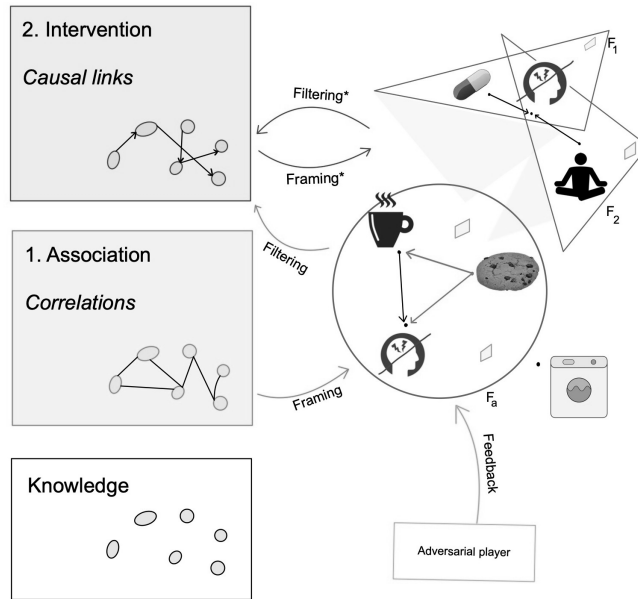 2. Intervention
Causal links
Filtering*
Framing*
F1
F2
Filtering
1. Association
Correlations
Framing
Fa
Feedback
Knowledge
Adversarial player